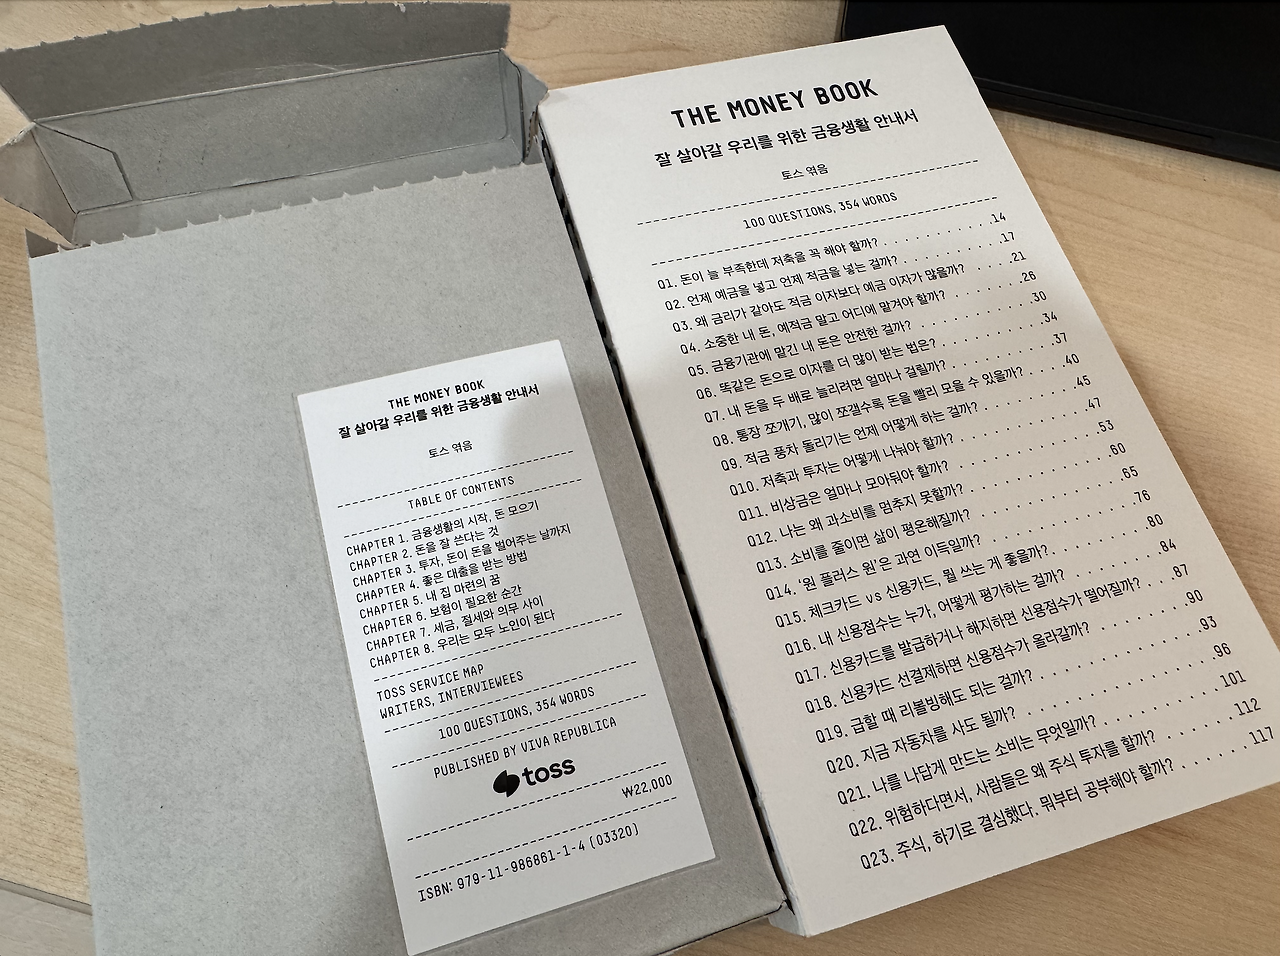 THE MONEY BOOK
잘 살아갈 우리를 위한 금융생활 안내서
토스 엮음
TABLE OF CONTENTS
CHAPTER 1. 금융생활의 시작, 돈 모으기
CHAPTER 2. 돈을 잘 쓴다는 것
CHAPTER 3. 투자, 돈이 돈을 벌어주는 날까지
CHAPTER 4. 좋은 대출을 받는 방법
CHAPTER 5. 내 집 마련의 꿈
CHAPTER 6. 보험이 필요한 순간
CHAPTER 7. 세금, 절세와 의무 사이
CHAPTER 8. 우리는 모두 노인이 된다
TOSS SERVICE MAP
WRITERS, INTERVIEWEES
100 QUESTIONS, 354 WORDS
PUBLISHED BY VIVA REPUBLICA
toss
₩22,000
ISBN: 979-11-986861-1-4 (03320)
THE MONEY BOOK
잘 살아갈 우리를 위한 금융생활 안내서
토스 엮음
100 QUESTIONS, 354 WORDS
Q1. 돈이 늘 부족한데 저축을 꼭 해야 할까? . . . . . . . . . . .14
Q2. 언제 예금을 넣고 언제 적금을 넣는 걸까? . . . . . . . . .17
Q3. 왜 금리가 같아도 적금 이자보다 예금 이자가 많을까? . . . . .21
Q4. 소중한 내 돈, 예적금 말고 어디에 맡겨야 할까? . . . . . . .26
Q5. 금융기관에 맡긴 내 돈은 안전한 걸까? . . . . . . . . . . .30
Q6. 똑같은 돈으로 이자를 더 많이 받는 법은? . . . . . . . . . .34
Q7. 내 돈을 두 배로 늘리려면 얼마나 걸릴까? . . . . . . . . . .37
Q8. 통장 쪼개기, 많이 쪼갤수록 돈을 빨리 모을 수 있을까? . . . .40
Q9. 적금 풍차 돌리기는 언제 어떻게 하는 걸까? . . . . . . . . .45
Q10. 저축과 투자는 어떻게 나눠야 할까? . . . . . . . . . . . .47
Q11. 비상금은 얼마나 모아둬야 할까? . . . . . . . . . . . . .53
Q12. 나는 왜 과소비를 멈추지 못할까? . . . . . . . . . . . . .60
Q13. 소비를 줄이면 삶이 평온해질까? . . . . . . . . . . . . .65
Q14. '원 플러스 원'은 과연 이득일까? . . . . . . . . . . . . .76
Q15. 체크카드 vs 신용카드, 뭘 쓰는 게 좋을까? . . . . . . . . .80
Q16. 내 신용점수는 누가, 어떻게 평가하는 걸까? . . . . . . . . .84
Q17. 신용카드를 발급하거나 해지하면 신용점수가 떨어질까? . . . .87
Q18. 신용카드 선결제하면 신용점수가 올라갈까? . . . . . . . . .90
Q19. 급할 때 리볼빙해도 되는 걸까? . . . . . . . . . . . . . .93
Q20. 지금 자동차를 사도 될까? . . . . . . . . . . . . . . . .96
Q21. 나를 나답게 만드는 소비는 무엇일까? . . . . . . . . . . .101
Q22. 위험하다면서, 사람들은 왜 주식 투자를 할까? . . . . . . . .112
Q23. 주식, 하기로 결심했다. 뭐부터 공부해야 할까? . . . . . . .117